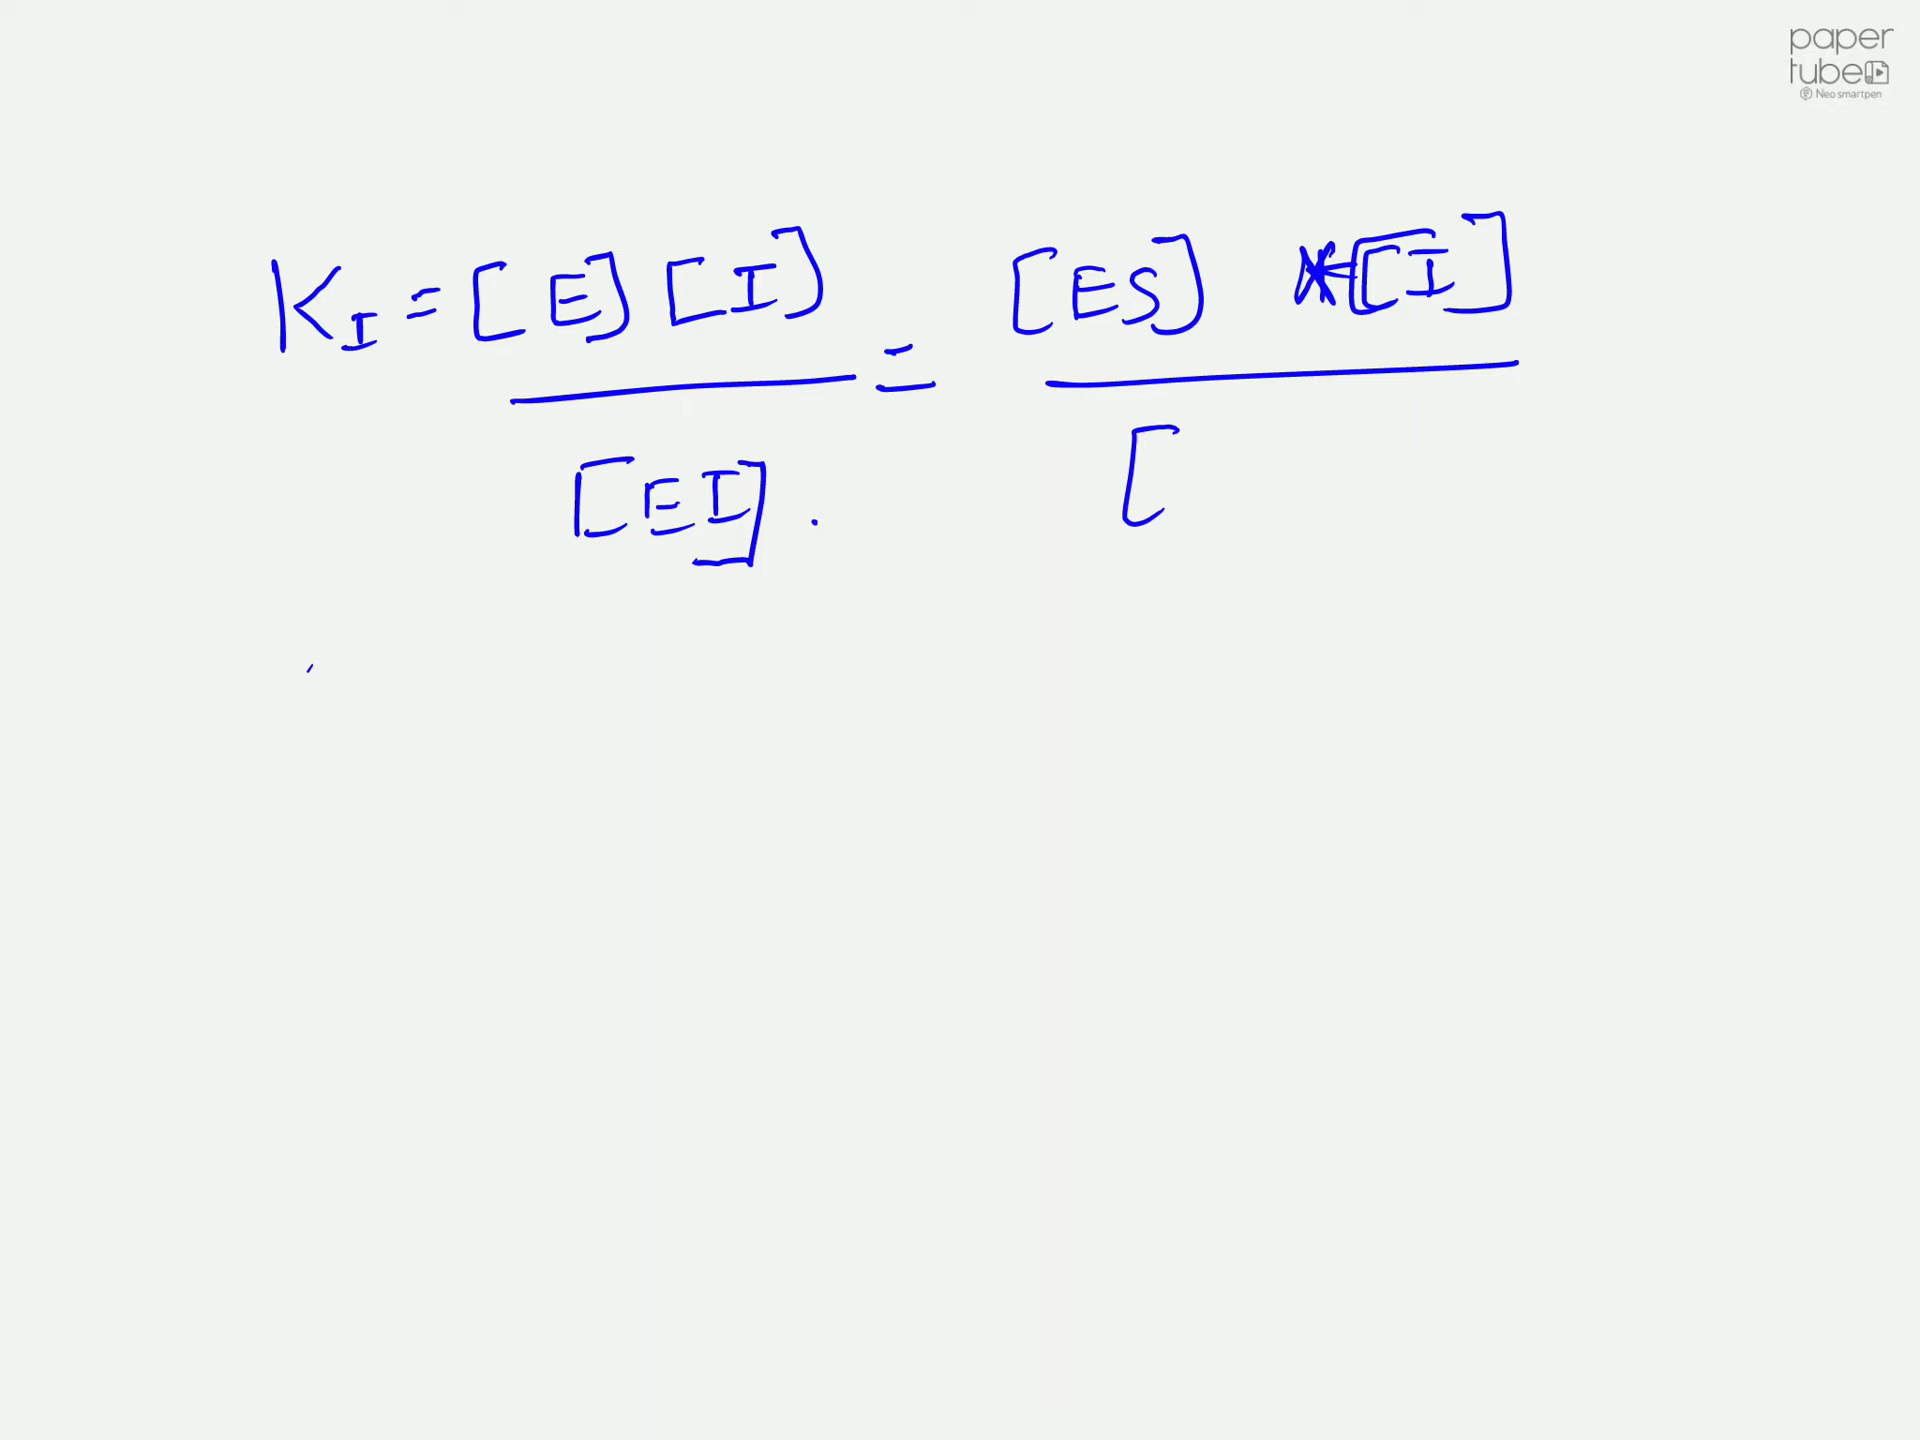 paper
tube
Neo smartpen
K_I = [E] [I] = [ES] [I]
[EI] . [